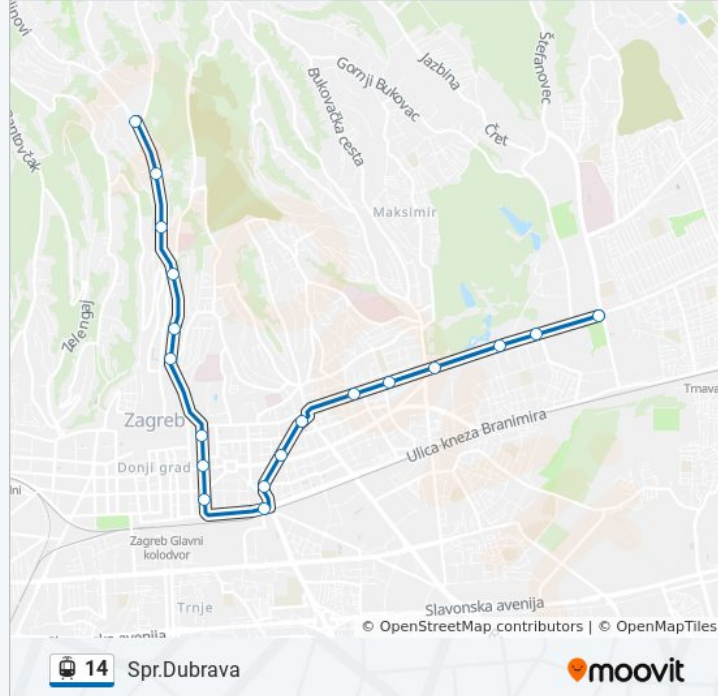 Štefanovec
Jazbina
Gornji Bukovac
Bukovačka cesta
Čret
Maksimir
Zelengaj
Zagreb
Donji grad
Ulica kneza Branimira
Trnava
Zagreb Glavni
kolodvor
Trnje
Slavonska avenija
© OpenStreetMap contributors | © OpenMapTiles
14 Spr.Dubrava
moovit